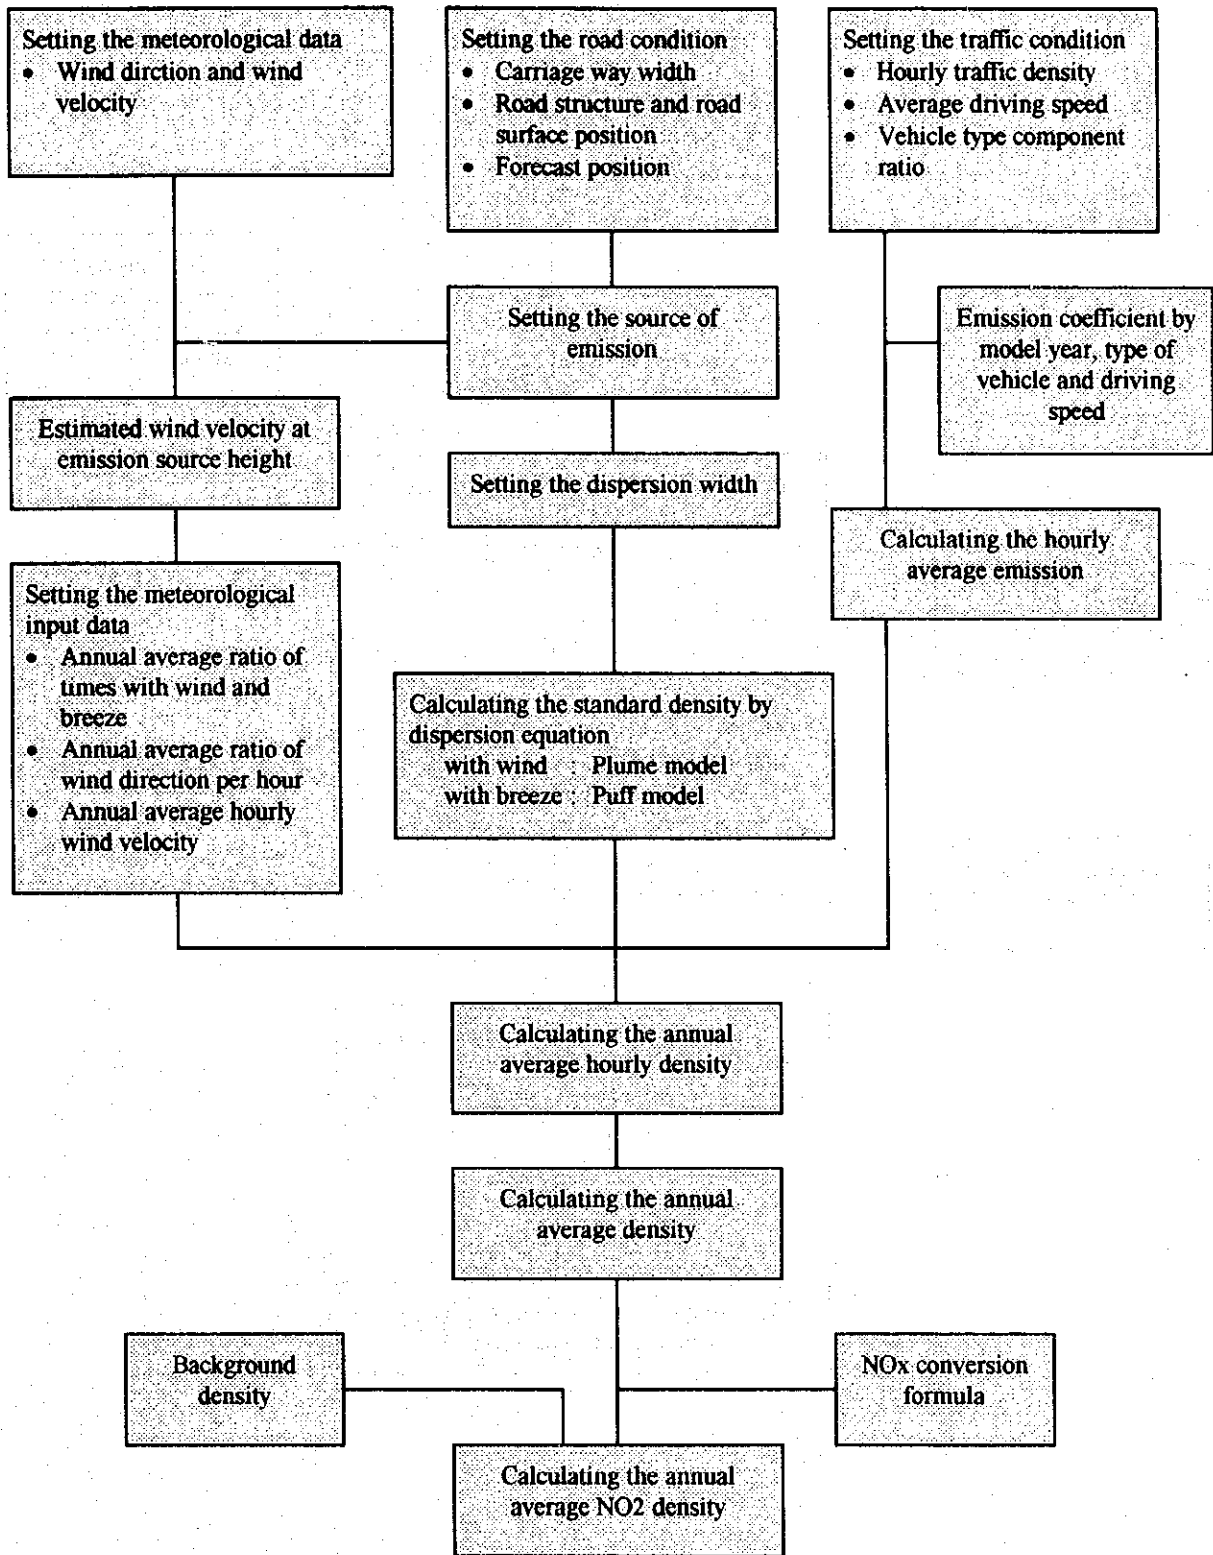 Setting the meteorological data
• Wind dirction and wind
velocity
Setting the road condition
• Carriage way width
• Road structure and road
surface position
• Forecast position
Setting the traffic condition
• Hourly traffic density
• Average driving speed
• Vehicle type component
ratio
Setting the source of
emission
Emission coefficient by
model year, type of
vehicle and driving
speed
Estimated wind velocity at
emission source height
Setting the dispersion width
Calculating the hourly
average emission
Setting the meteorological
input data
• Annual average ratio of
times with wind and
breeze
• Annual average ratio of
wind direction per hour
• Annual average hourly
wind velocity
Calculating the standard density by
dispersion equation
with wind : Plume model
with breeze : Puff model
Calculating the annual
average hourly density
Calculating the annual
average density
Background
density
NOx conversion
formula
Calculating the annual
average NO2 density